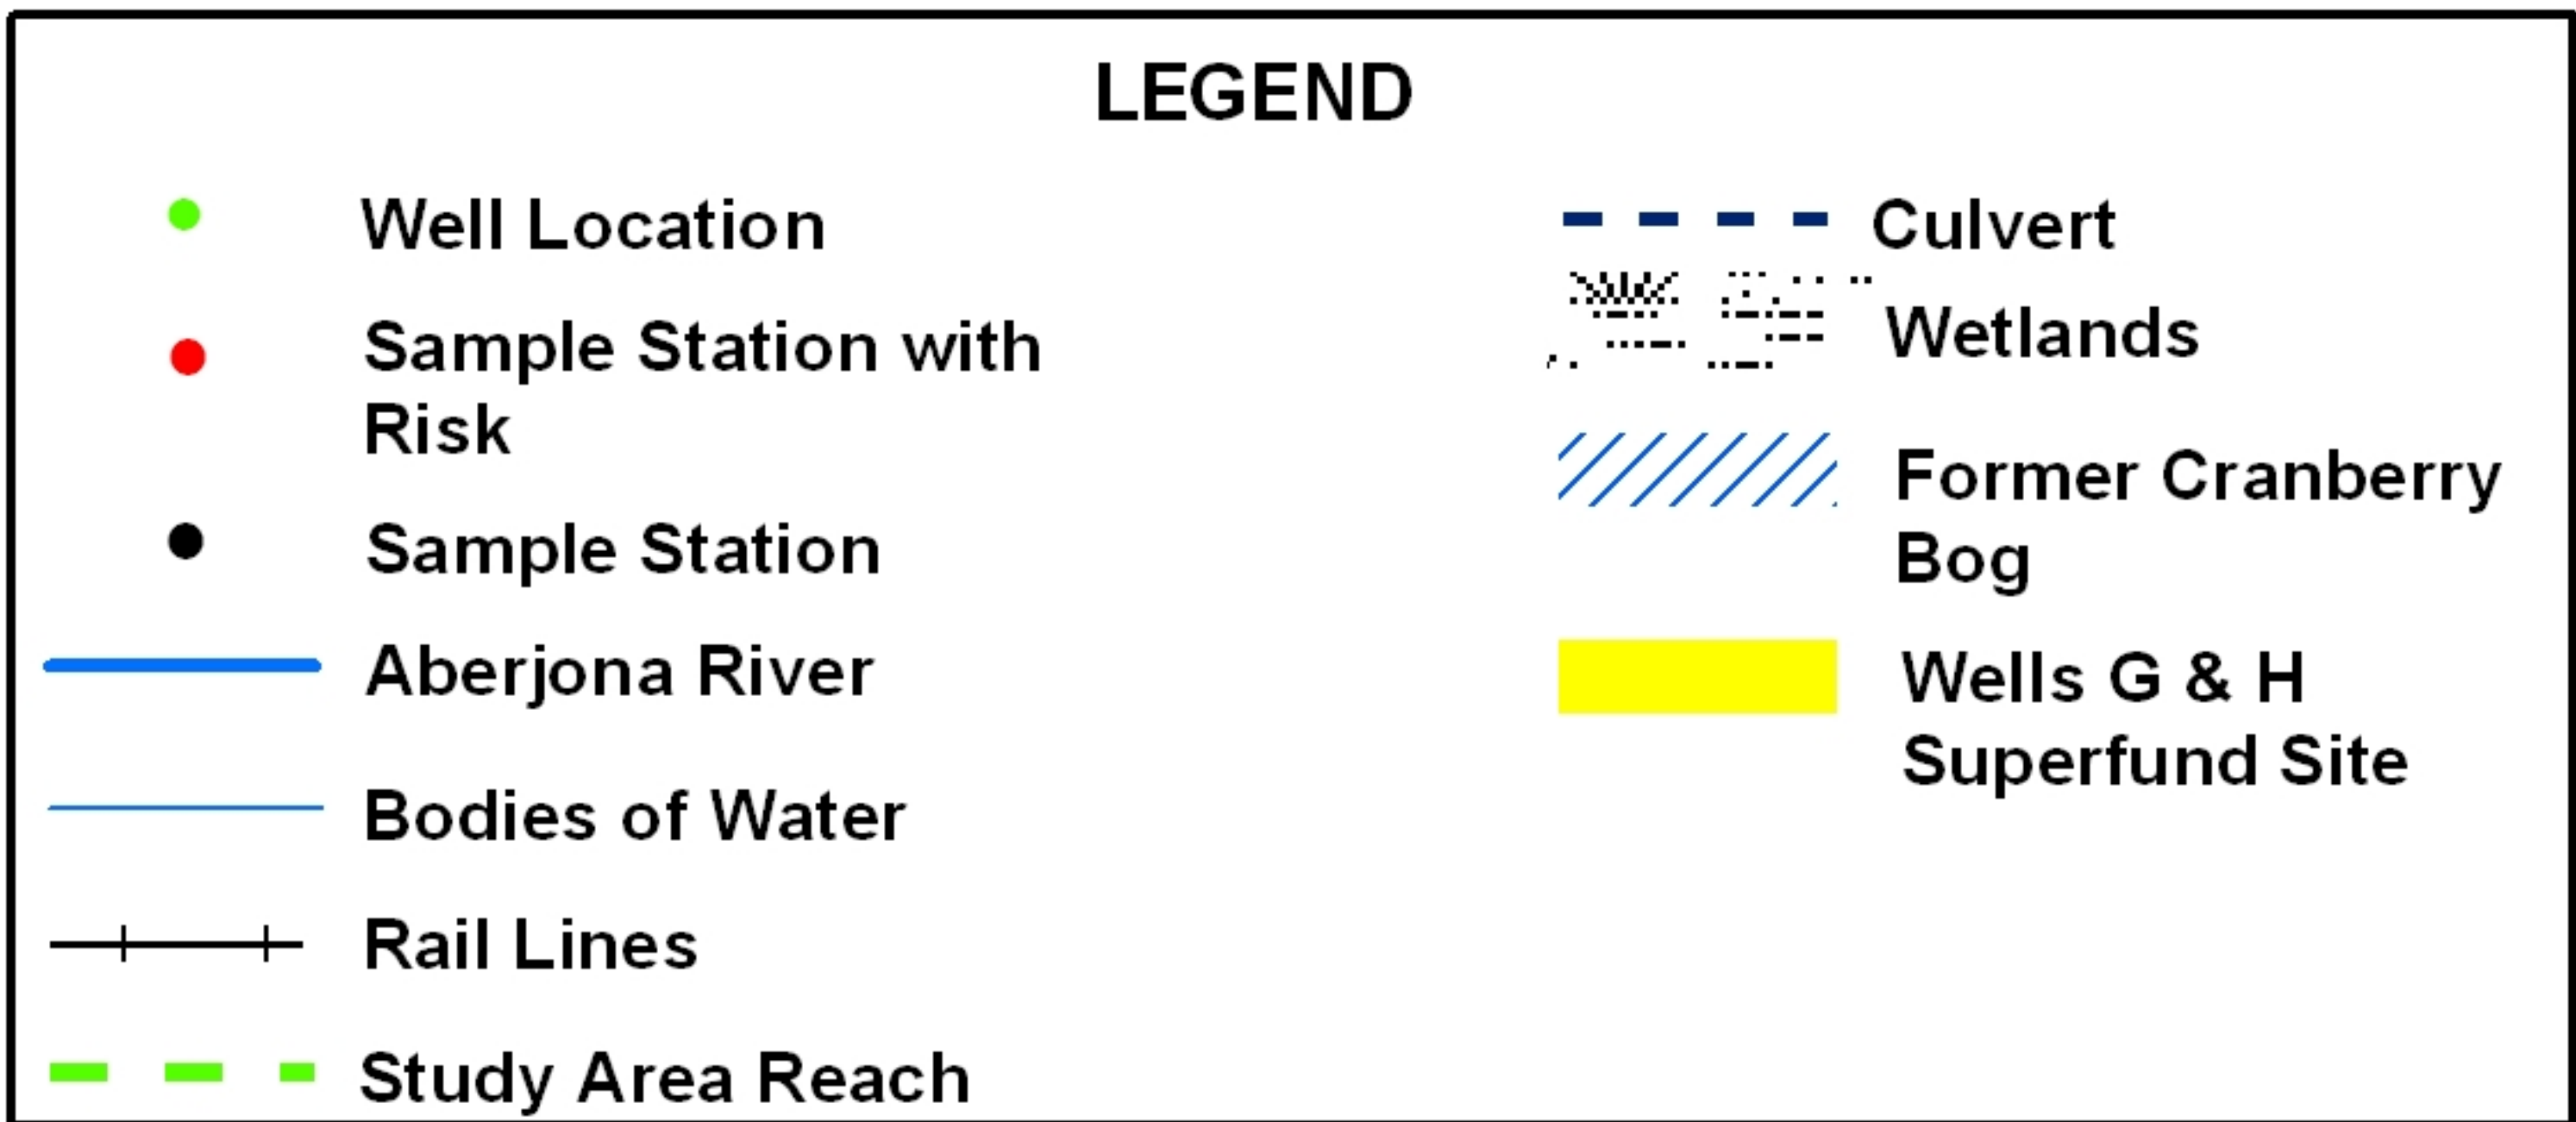 LEGEND
Well Location
Sample Station with
Risk
Sample Station
Aberjona River
Bodies of Water
Rail Lines
Study Area Reach
Culvert
Wetlands
Former Cranberry
Bog
Wells G & H
Superfund Site